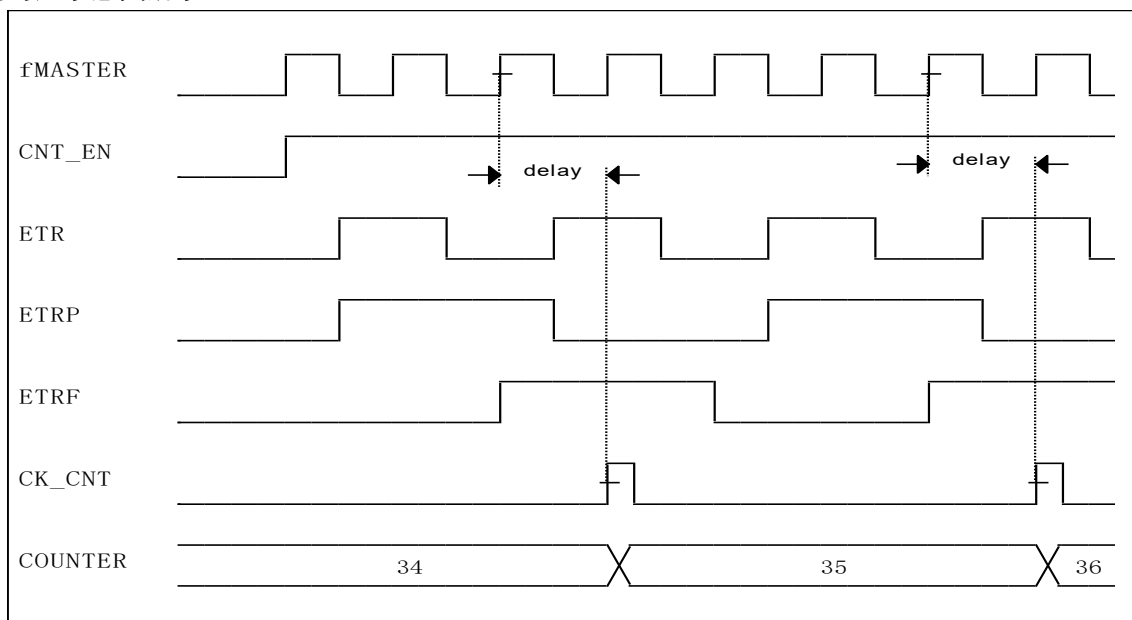 fMASTER
CNT_EN
delay
delay
ETR
ETRP
ETRF
CK_CNT
COUNTER
34
35
36